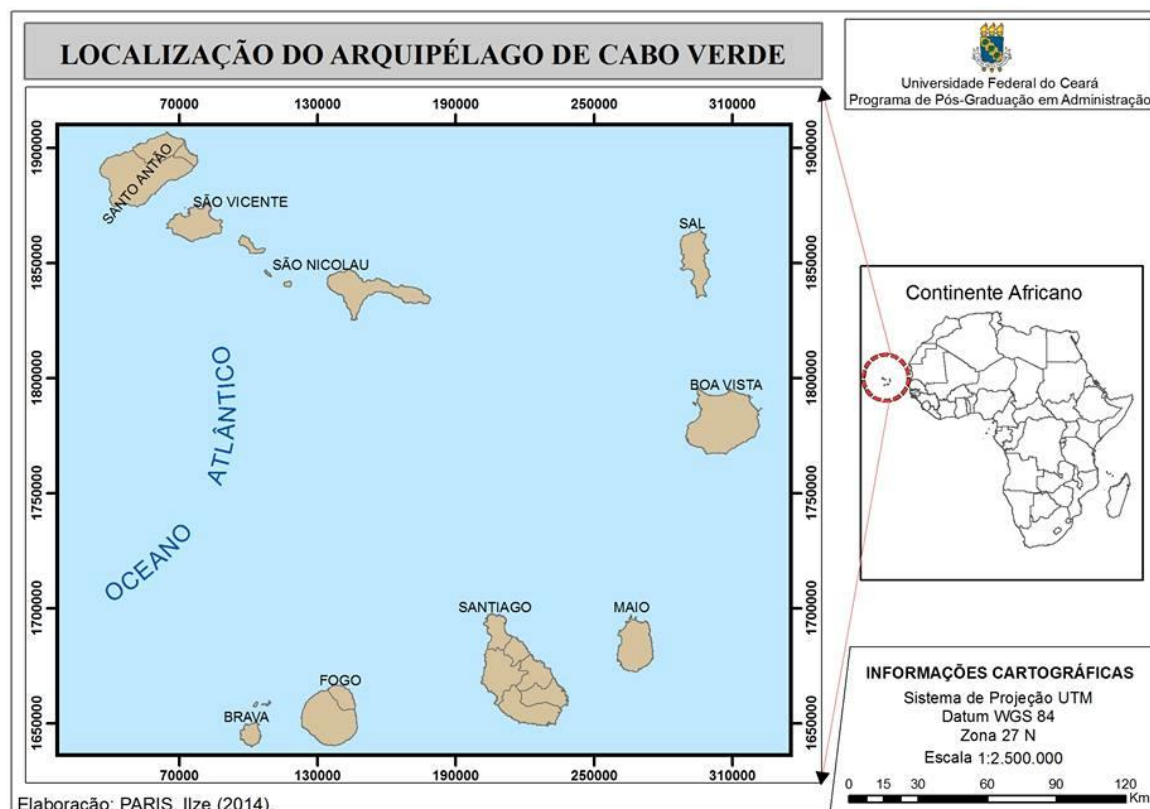 LOCALIZAÇÃO DO ARQUIPÉLAGO DE CABO VERDE
Universidade Federal do Ceará
Programa de Pós-Graduação em Administração
70000 130000 190000 250000 310000
1900000 1900000
SANTO ANTÃO
SÃO VICENTE
SAL
SÃO NICOLAU
1850000 1850000
Continente Africano
1800000 1800000
BOA VISTA
OCEANO ATLÂNTICO
1750000 1750000
1700000 1700000
SANTIAGO
MAIO
FOGO
BRAVA
1650000 1650000
70000 130000 190000 250000 310000
INFORMAÇÕES CARTOGRÁFICAS
Sistema de Projeção UTM
Datum WGS 84
Zona 27 N
Escala 1:2.500.000
0 15 30 60 90 120
Km
Elaboração: PARIS, Ilze (2014).